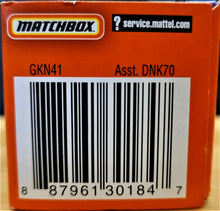 MATCHBOX
? service.mattel.com
GKN41 Asst. DNK70
8 87961 30184 7